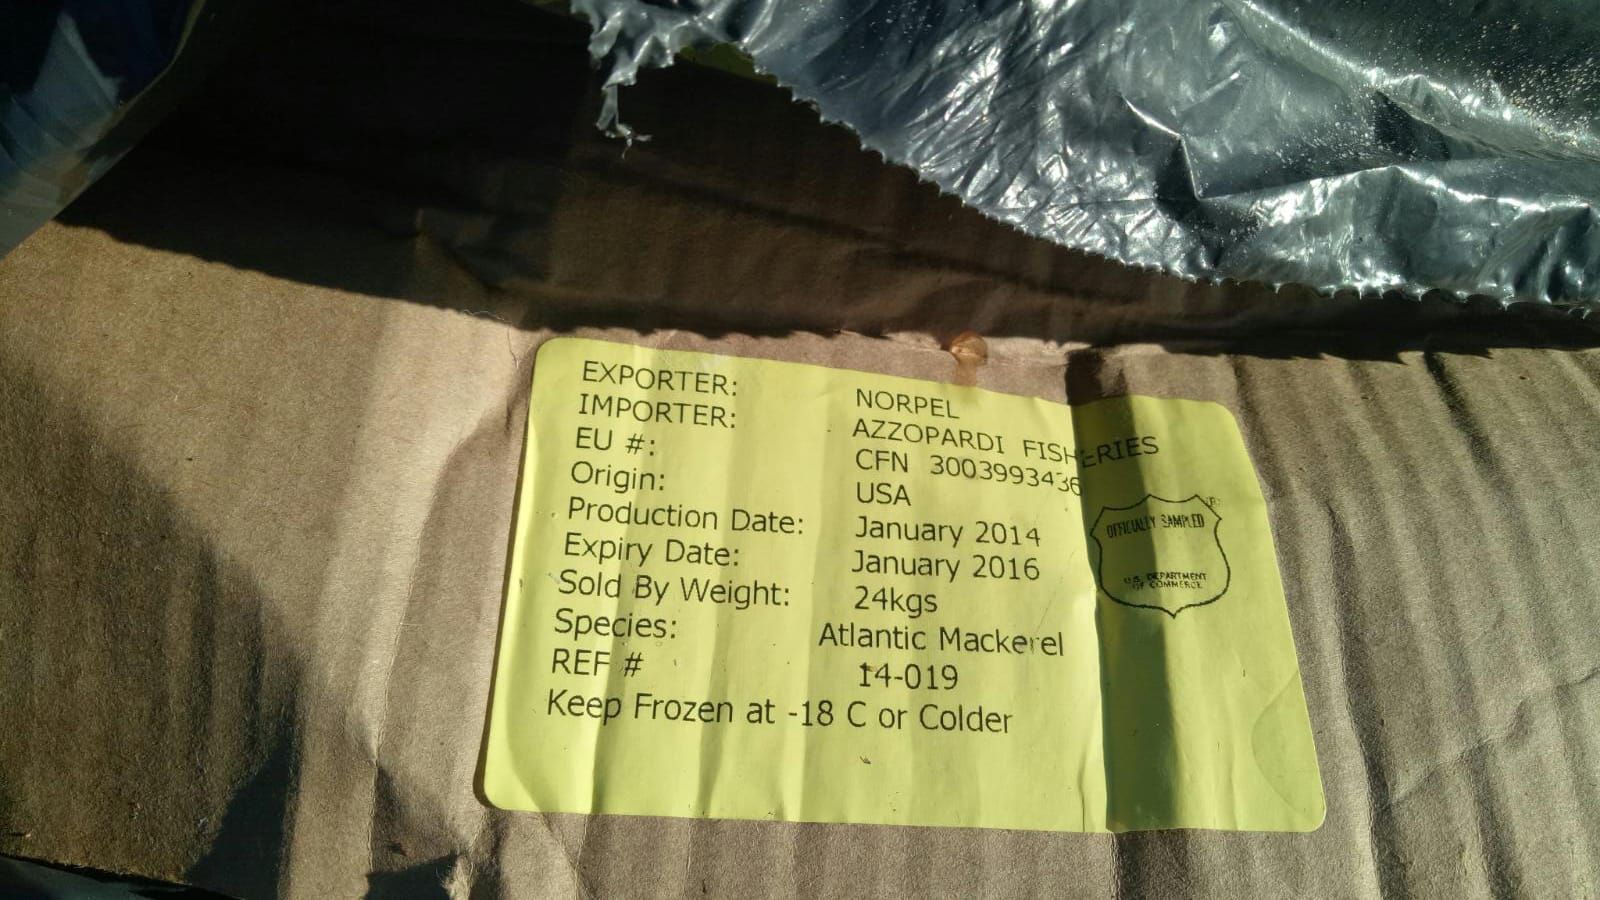 EXPORTER: NORPEL
IMPORTER: AZZOPARDI FISHERIES
EU #: CFN 3003993436
Origin: USA
Production Date: January 2014
Expiry Date: January 2016
Sold By Weight: 24kgs
Species: Atlantic Mackerel
REF # 14-019
Keep Frozen at -18 C or Colder
®
OFFICIALLY SAMPLED
U.S. DEPARTMENT
OF COMMERCE